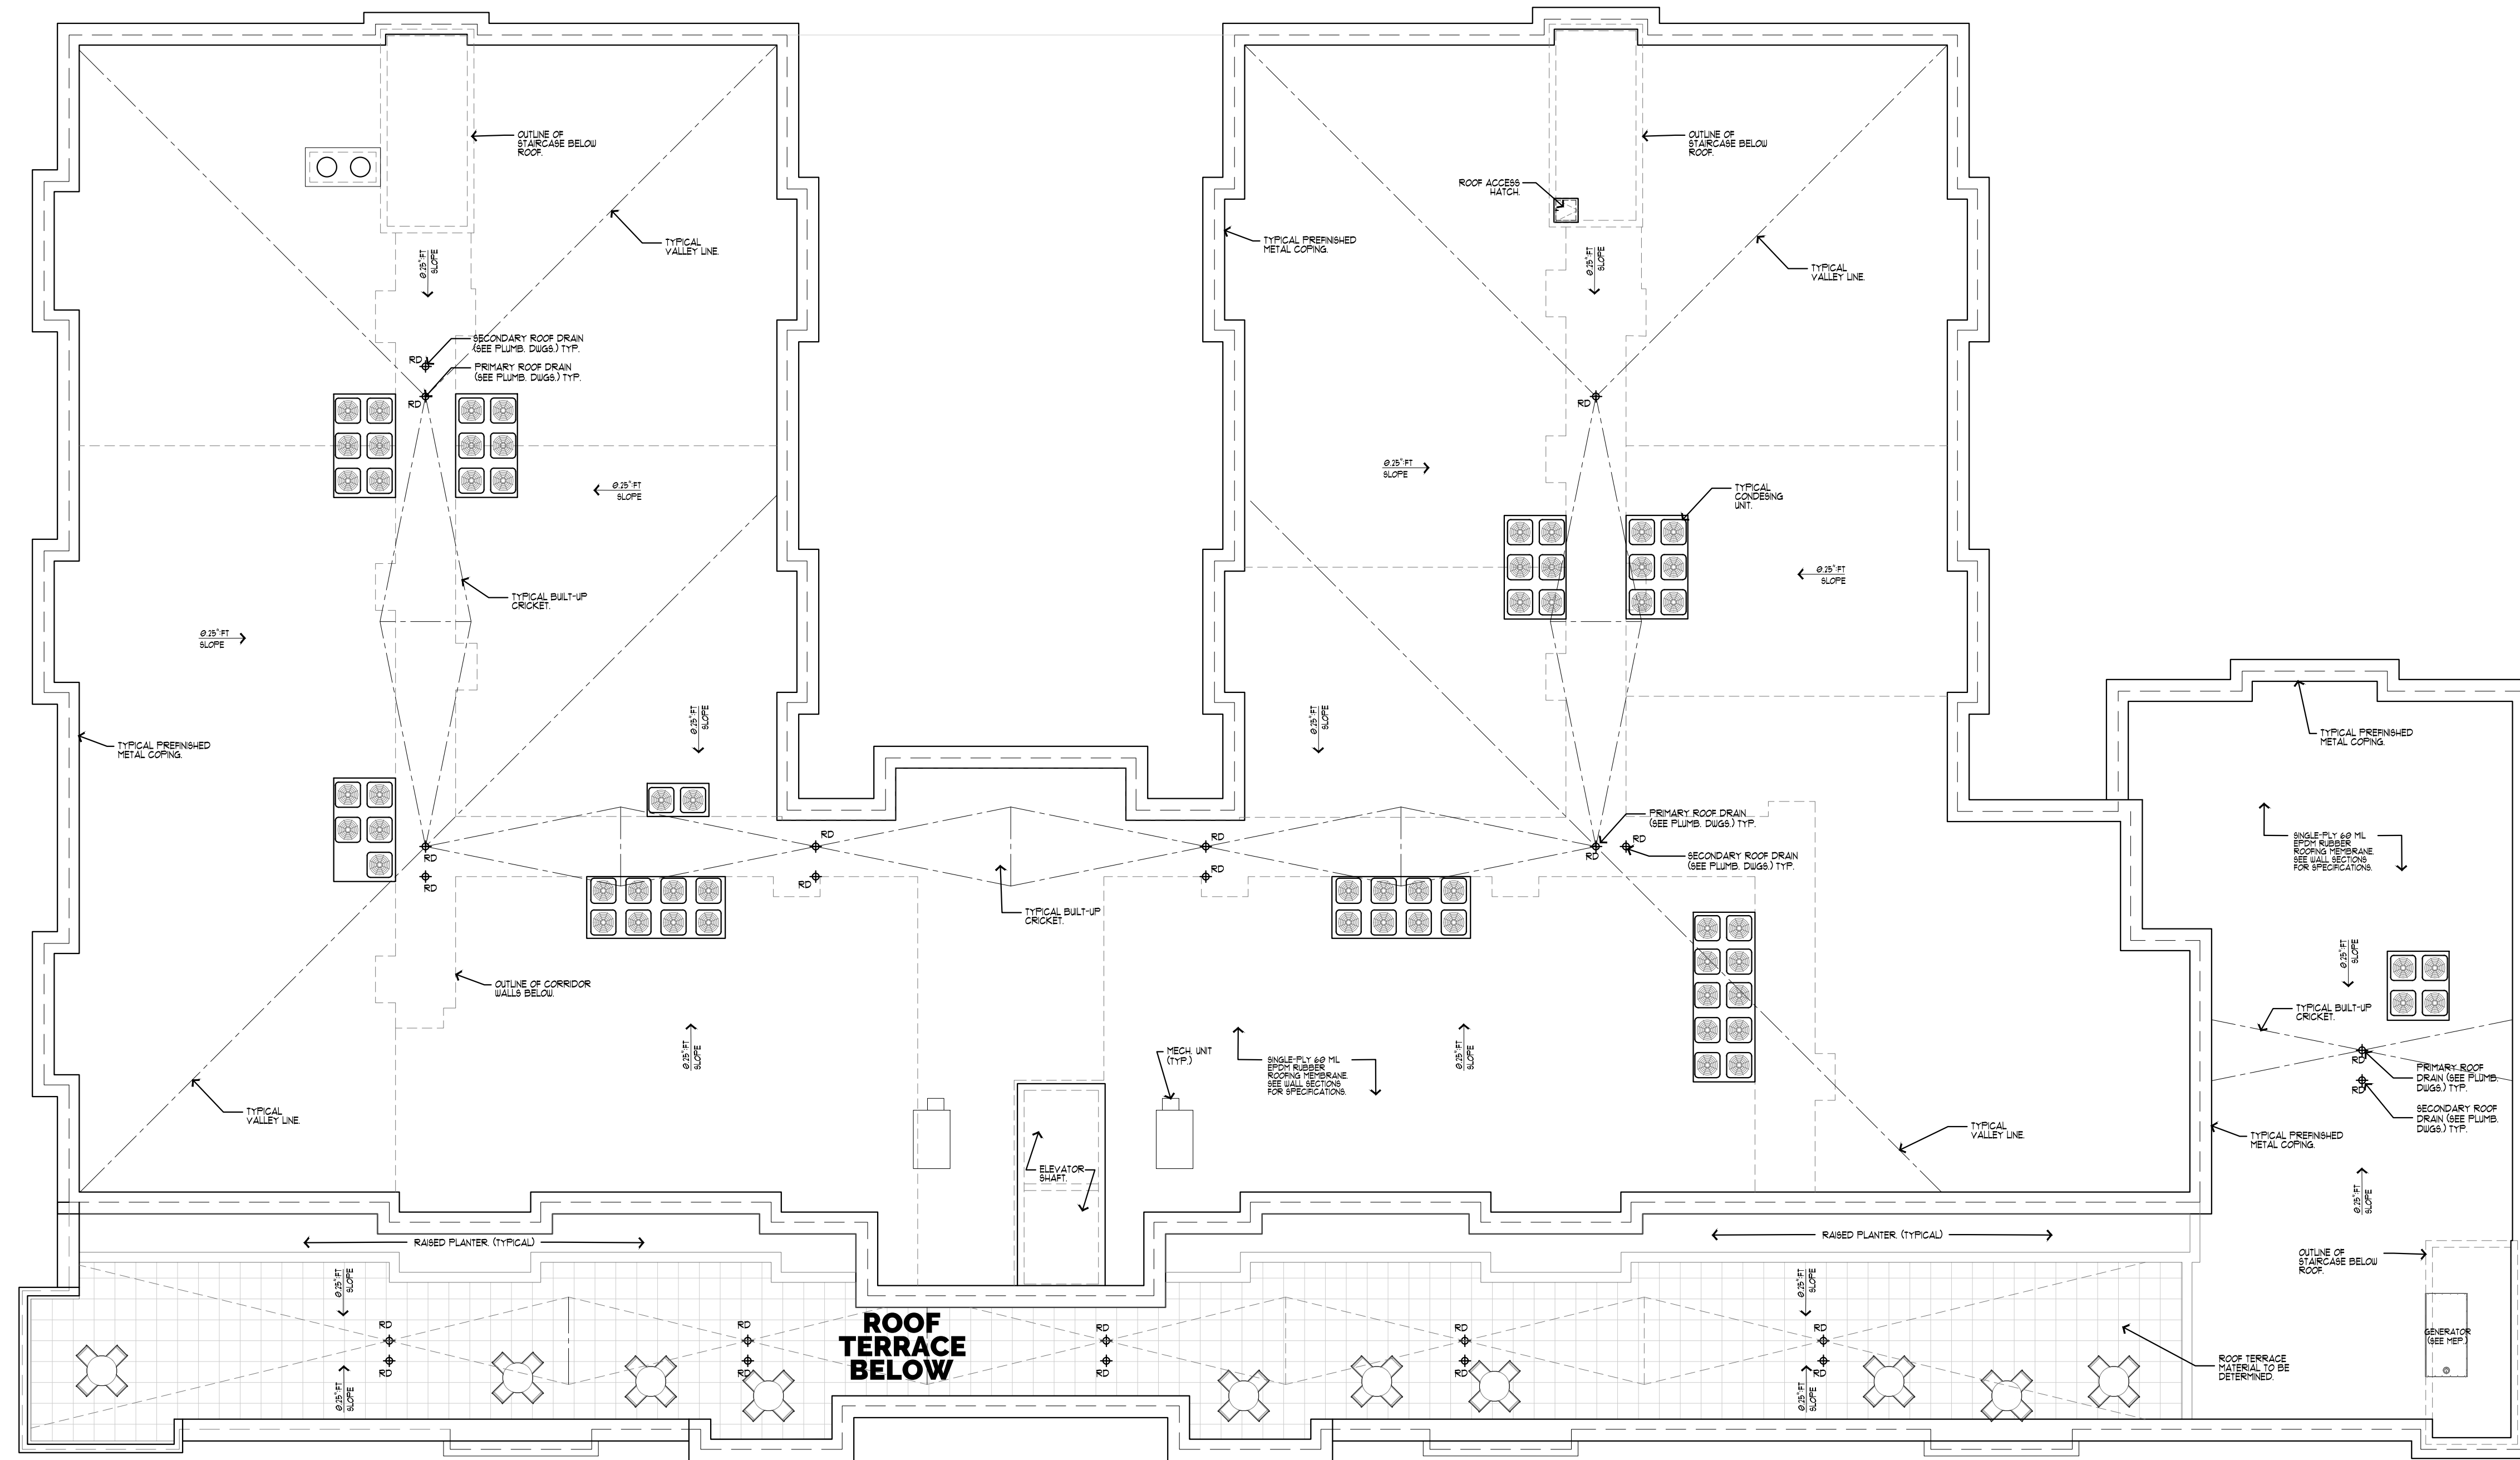 OUTLINE OF
STAIRCASE BELOW
ROOF.
OUTLINE OF
STAIRCASE BELOW
ROOF.
ROOF ACCESS
HATCH.
TYPICAL
VALLEY LINE.
TYPICAL PREFINISHED
METAL COPING.
TYPICAL
VALLEY LINE.
0.25":FT
SLOPE
0.25":FT
SLOPE
SECONDARY ROOF DRAIN
(SEE PLUMB. DWGS.) TYP.
RD
PRIMARY ROOF DRAIN
(SEE PLUMB. DWGS.) TYP.
RD
RD
0.25":FT
SLOPE
0.25":FT
SLOPE
TYPICAL
CONDESING
UNIT.
0.25":FT
SLOPE
TYPICAL BUILT-UP
CRICKET.
0.25":FT
SLOPE
0.25":FT
SLOPE
0.25":FT
SLOPE
TYPICAL PREFINISHED
METAL COPING.
TYPICAL PREFINISHED
METAL COPING.
PRIMARY ROOF DRAIN
(SEE PLUMB. DWGS.) TYP.
RD
RD
RD
RD
RD
SECONDARY ROOF DRAIN
(SEE PLUMB. DWGS.) TYP.
RD
RD
RD
RD
SINGLE-PLY 60 MIL
EPDM RUBBER
ROOFING MEMBRANE.
SEE WALL SECTIONS
FOR SPECIFICATIONS.
TYPICAL BUILT-UP
CRICKET.
OUTLINE OF CORRIDOR
WALLS BELOW.
0.25":FT
SLOPE
TYPICAL BUILT-UP
CRICKET.
0.25":FT
SLOPE
MECH. UNIT
(TYP.)
SINGLE-PLY 60 MIL
EPDM RUBBER
ROOFING MEMBRANE.
SEE WALL SECTIONS
FOR SPECIFICATIONS.
0.25":FT
SLOPE
RD
PRIMARY ROOF
DRAIN (SEE PLUMB.
DWGS.) TYP.
RD
SECONDARY ROOF
DRAIN (SEE PLUMB.
DWGS.) TYP.
TYPICAL
VALLEY LINE.
TYPICAL
VALLEY LINE.
TYPICAL PREFINISHED
METAL COPING.
ELEVATOR
SHAFT.
0.25":FT
SLOPE
RAISED PLANTER. (TYPICAL)
RAISED PLANTER. (TYPICAL)
OUTLINE OF
STAIRCASE BELOW
ROOF.
0.25":FT
SLOPE
0.25":FT
SLOPE
RD
RD
RD
RD
RD
ROOF
TERRACE
BELOW
GENERATOR
(SEE MEP.)
RD
RD
RD
RD
RD
0.25":FT
SLOPE
0.25":FT
SLOPE
ROOF TERRACE
MATERIAL TO BE
DETERMINED.